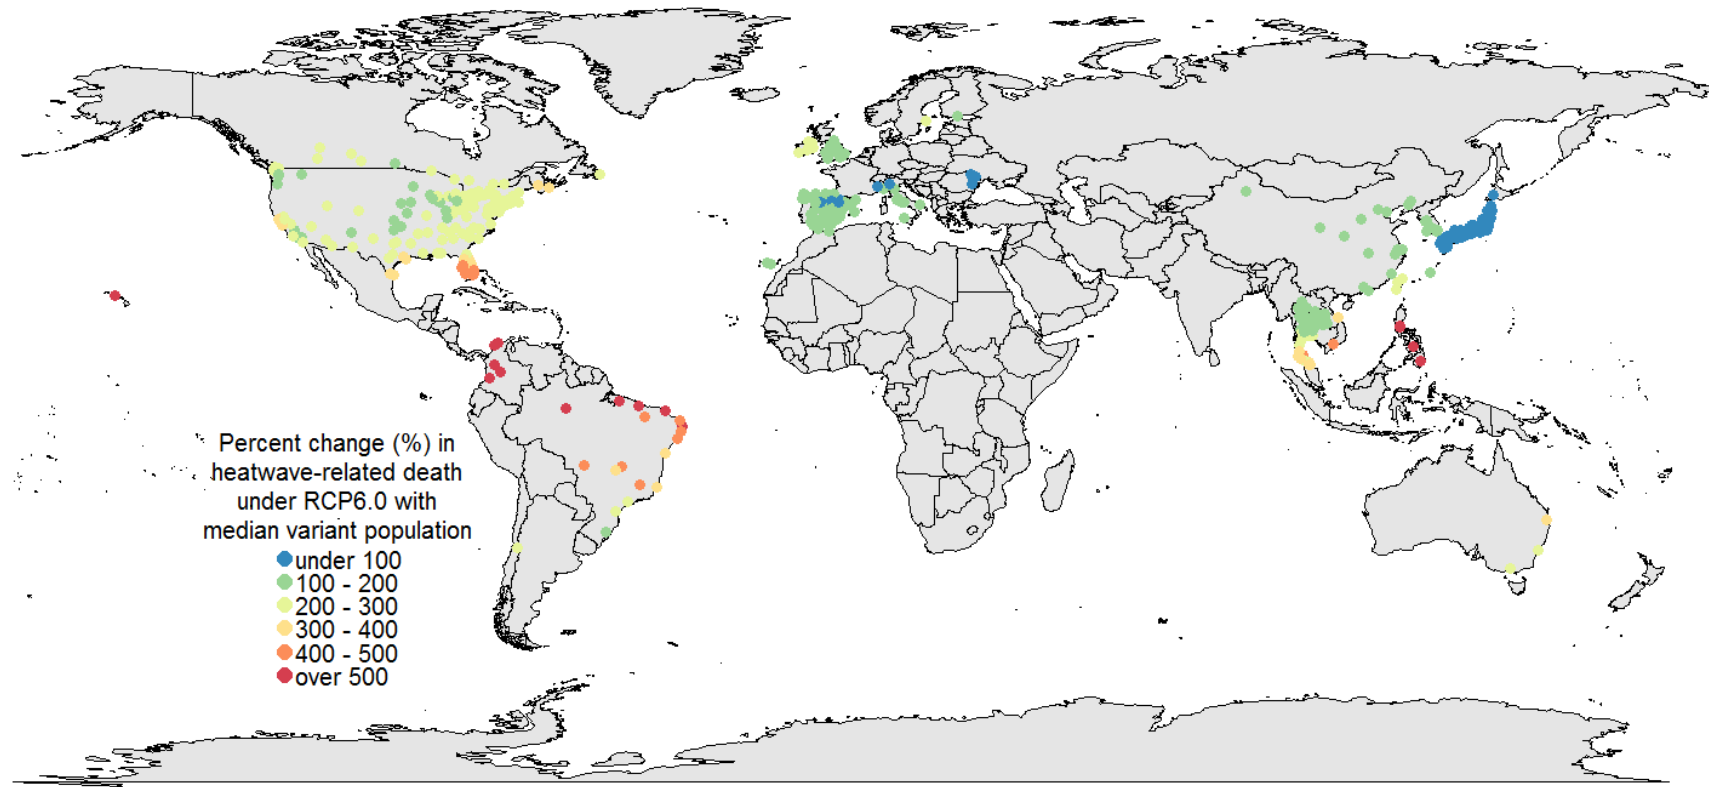 Percent change (%) in
heatwave-related death
under RCP6.0 with
median variant population
under 100
100 - 200
200 - 300
300 - 400
400 - 500
over 500